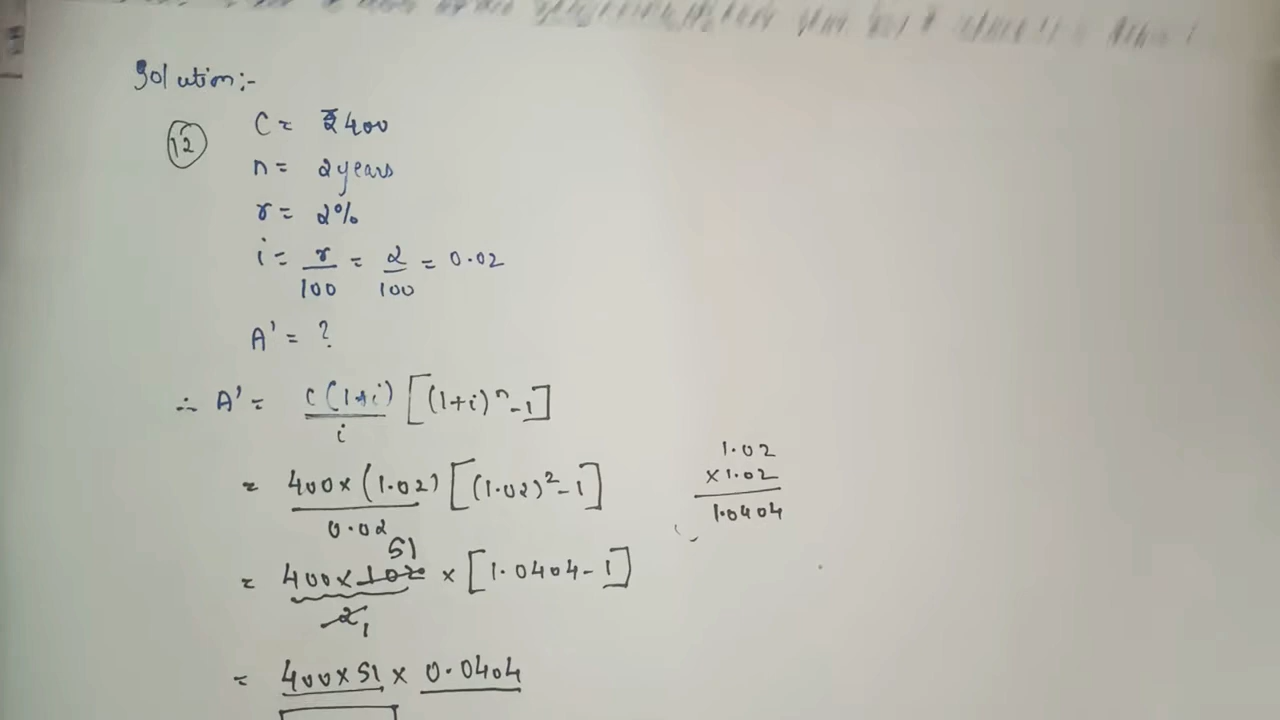 Solution:-
12
C = ₹400
n = 2 years
r = 2%
i = r/100 = 2/100 = 0.02
A' = ?
∴ A' = C(1+i)/i [(1+i)ⁿ-1]
= 400×(1.02)/0.02 [(1.02)²-1]
1.02
×1.02
1.0404
51
= 400×102/2 1 × [1.0404-1]
= 400×51 × 0.0404